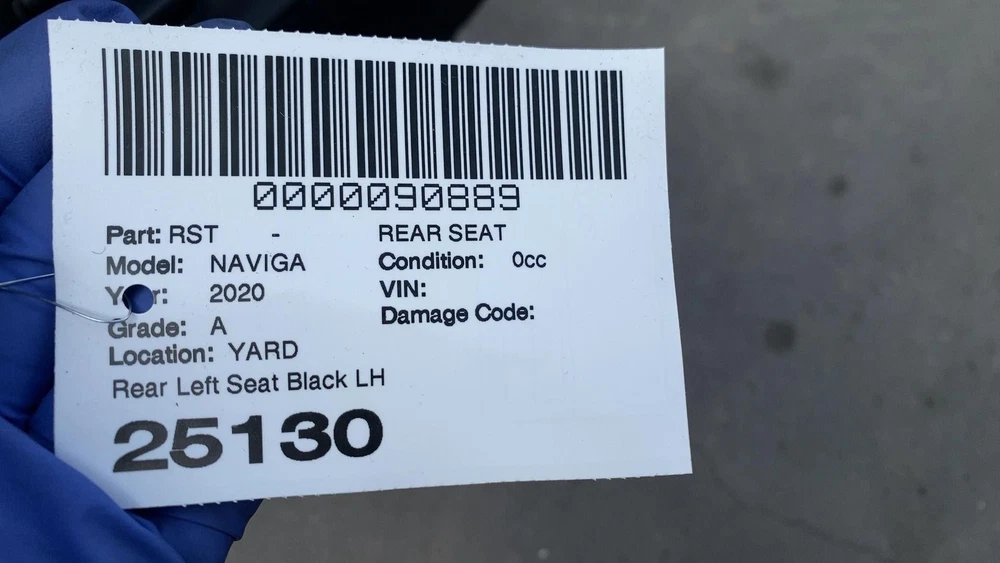 0000090889
Part: RST - REAR SEAT
Model: NAVIGA Condition: 0cc
2020 VIN:
Grade: A Damage Code:
Location: YARD
Rear Left Seat Black LH
25130